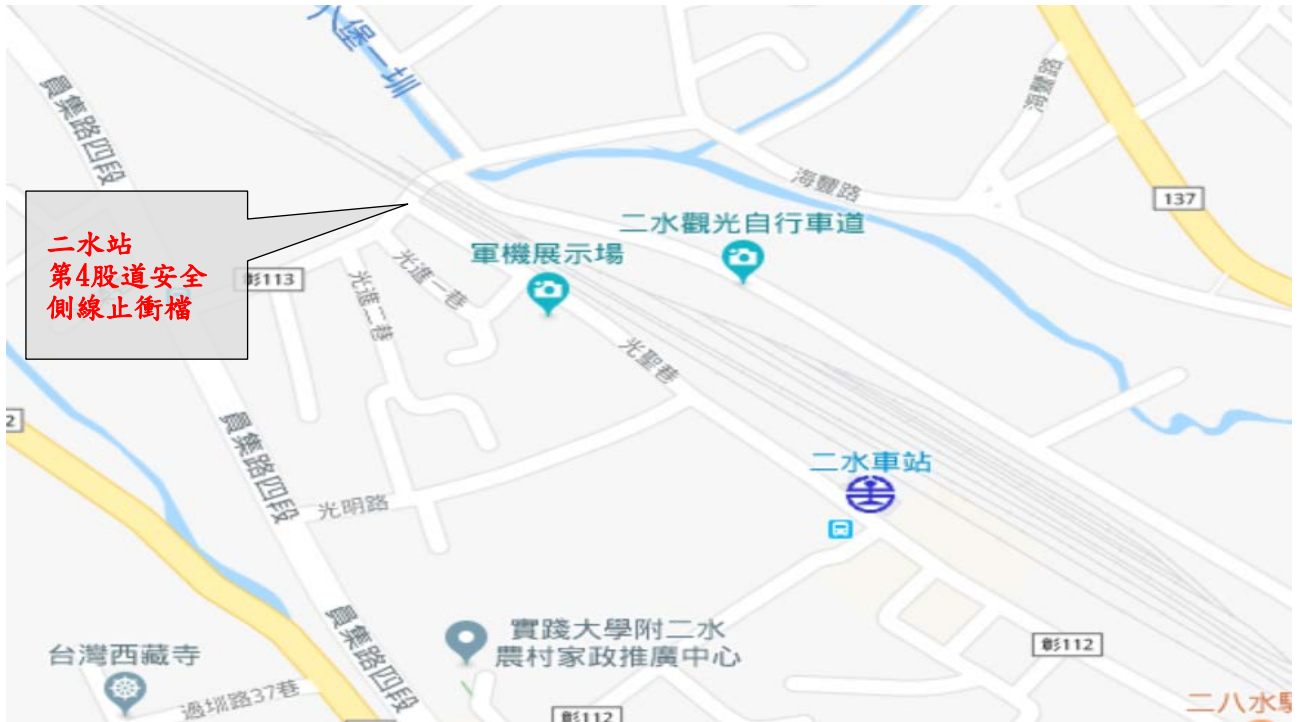 八堡一圳
員集路四段
海豐路
海豐路
137
二水站
第4股道安全
側線止衝檔
二水觀光自行車道
軍機展示場
彰113
光進一巷
光進二巷
光聖巷
2
員集路四段
二水車站
光明路
員集路四段
實踐大學附二水
農村家政推廣中心
彰112
台灣西藏寺
過圳路37巷
彰112
二八水